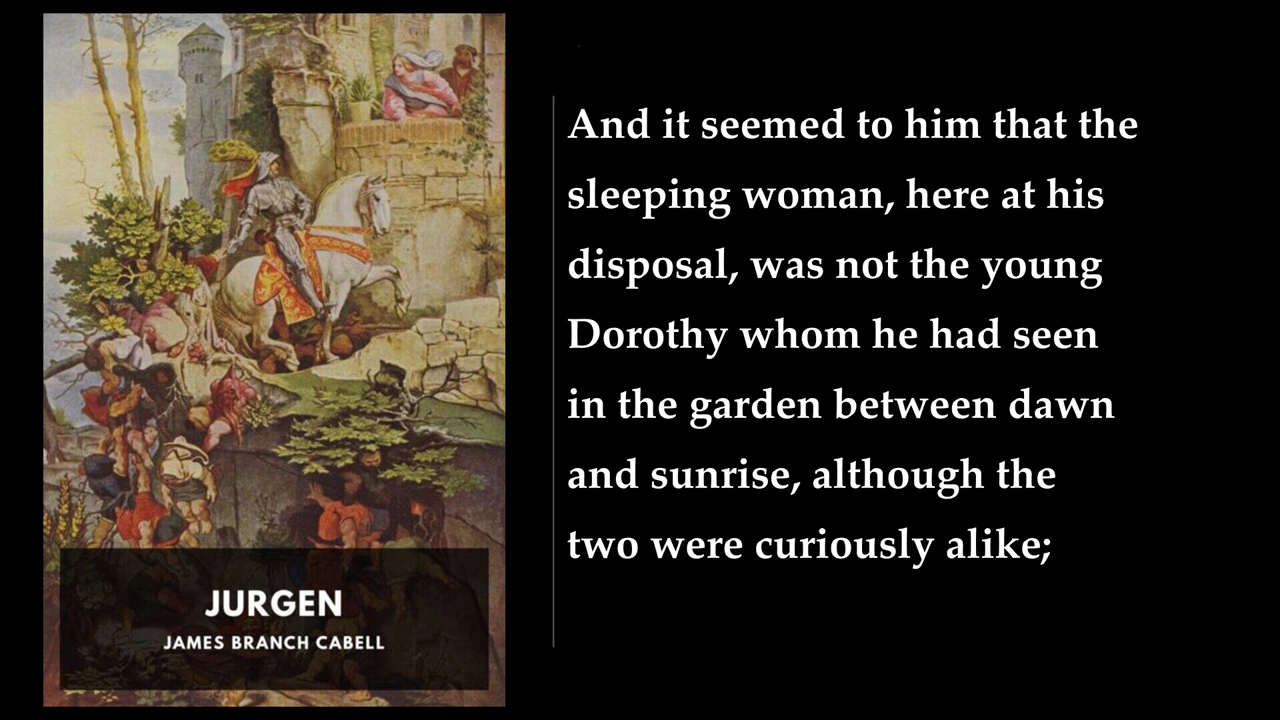 JURGEN
JAMES BRANCH CABELL
And it seemed to him that the
sleeping woman, here at his
disposal, was not the young
Dorothy whom he had seen
in the garden between dawn
and sunrise, although the
two were curiously alike;